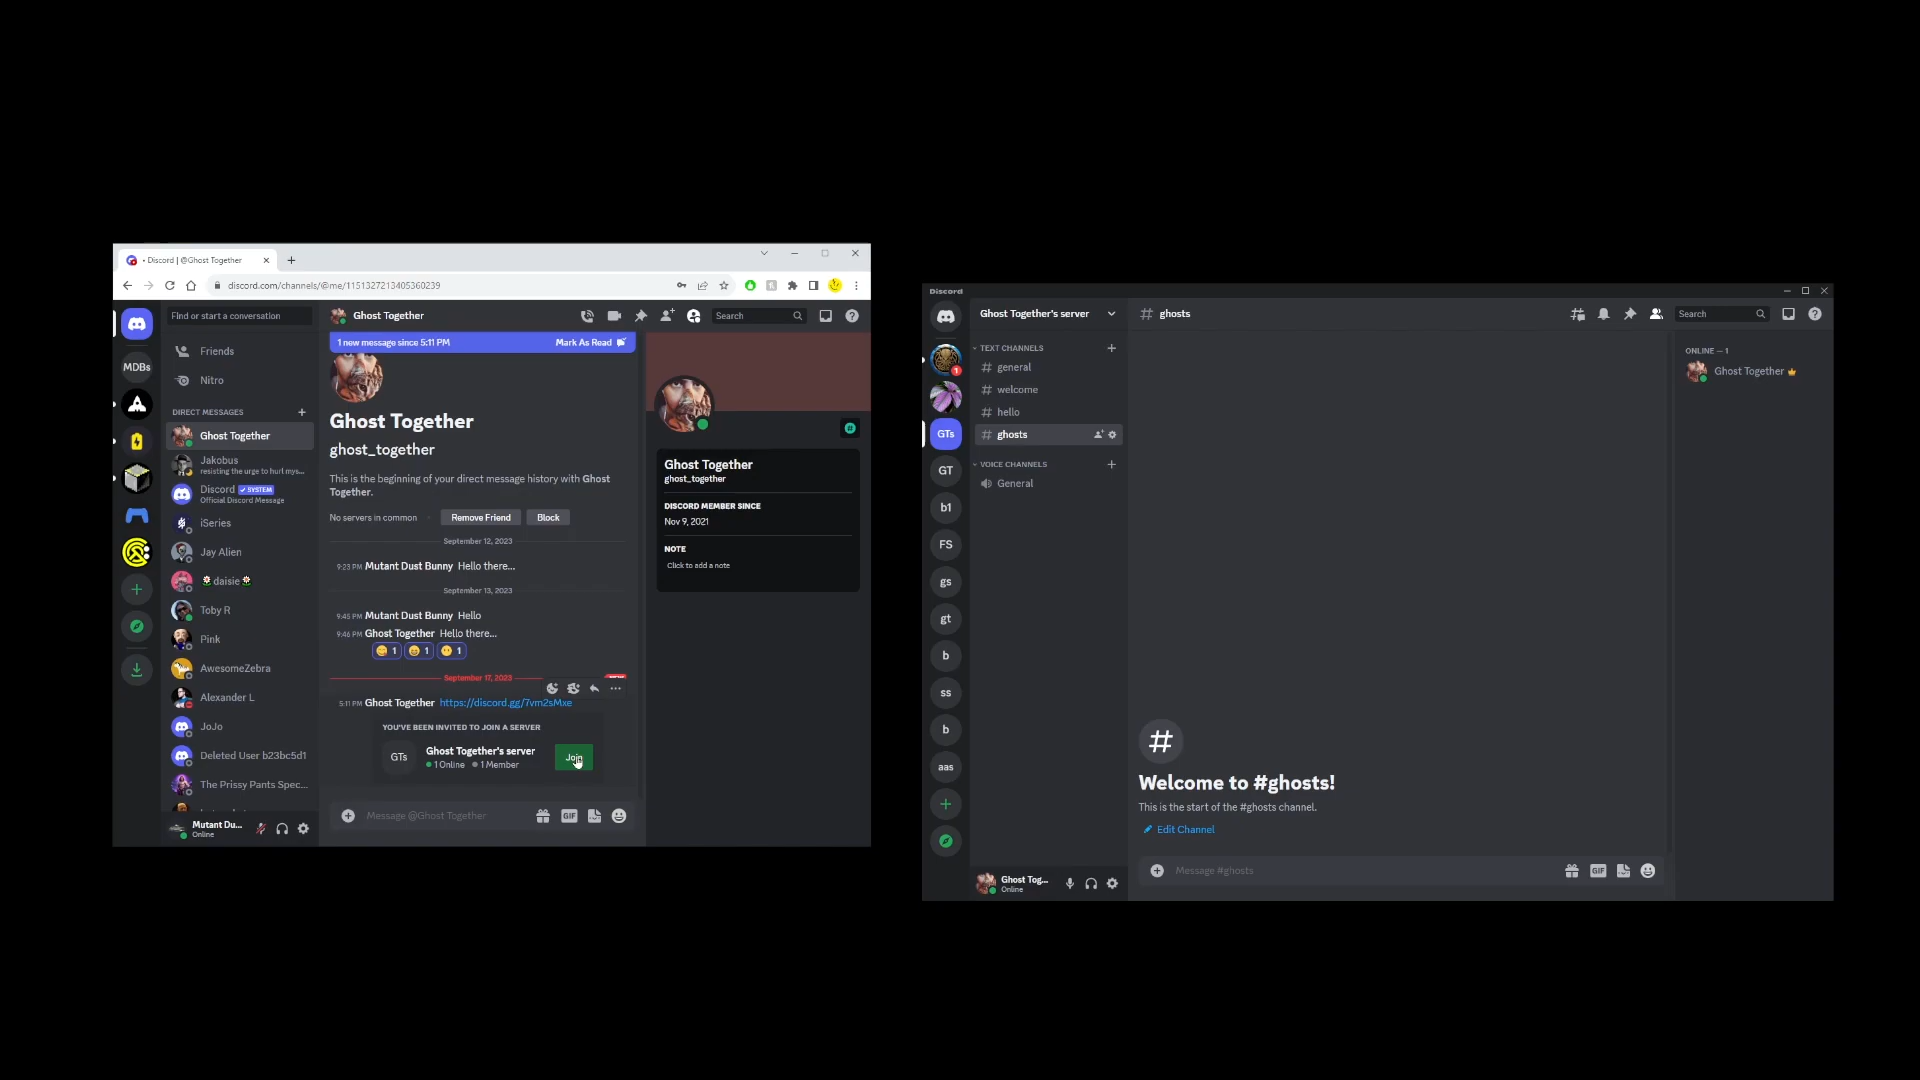 Discord | @Ghost Together
discord.com/channels/@me/1151327213405360239
Find or start a conversation
Friends
Nitro
DIRECT MESSAGES
Ghost Together
Jakobus
resisting the urge to hurl mys...
Discord ✓ SYSTEM
Official Discord Message
iSeries
Jay Alien
daisie
Toby R
Pink
AwesomeZebra
Alexander L
JoJo
Deleted User b23bc5d1
The Prissy Pants Spec...
Mutant Du...
Online
MDBs
Ghost Together
Search
1 new message since 5:11 PM
Mark As Read
Ghost Together
ghost_together
This is the beginning of your direct message history with Ghost
Together.
No servers in common
Remove Friend
Block
September 12, 2023
9:23 PM Mutant Dust Bunny Hello there...
September 13, 2023
9:45 PM Mutant Dust Bunny Hello
9:46 PM Ghost Together Hello there...
1 1 1
September 17, 2023
NEW
5:11 PM Ghost Together https://discord.gg/7vm2sMxe
YOU'VE BEEN INVITED TO JOIN A SERVER
GTs
Ghost Together's server
1 Online 1 Member
Join
Message @Ghost Together
GIF
Ghost Together
ghost_together
DISCORD MEMBER SINCE
Nov 9, 2021
NOTE
Click to add a note
Discord
1
GTs
GT
b1
FS
gs
gt
b
ss
b
aas
Ghost Together's server
TEXT CHANNELS
general
welcome
hello
ghosts
VOICE CHANNELS
General
Ghost Tog...
Online
# ghosts
Search
ONLINE — 1
Ghost Together
#
Welcome to #ghosts!
This is the start of the #ghosts channel.
Edit Channel
Message #ghosts
GIF